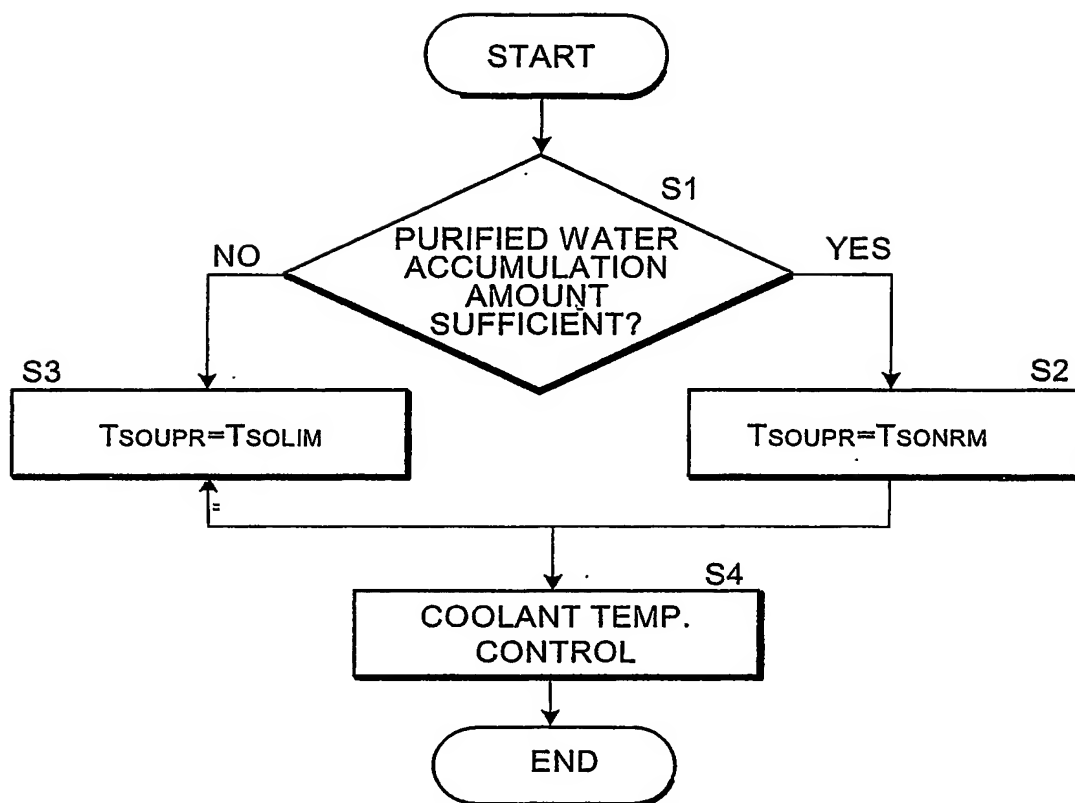 START
S1
PURIFIED WATER
ACCUMULATION
AMOUNT
SUFFICIENT?
NO
YES
S3
S2
TSOUPR=TSOLIM
TSOUPR=TSONRM
S4
COOLANT TEMP.
CONTROL
END